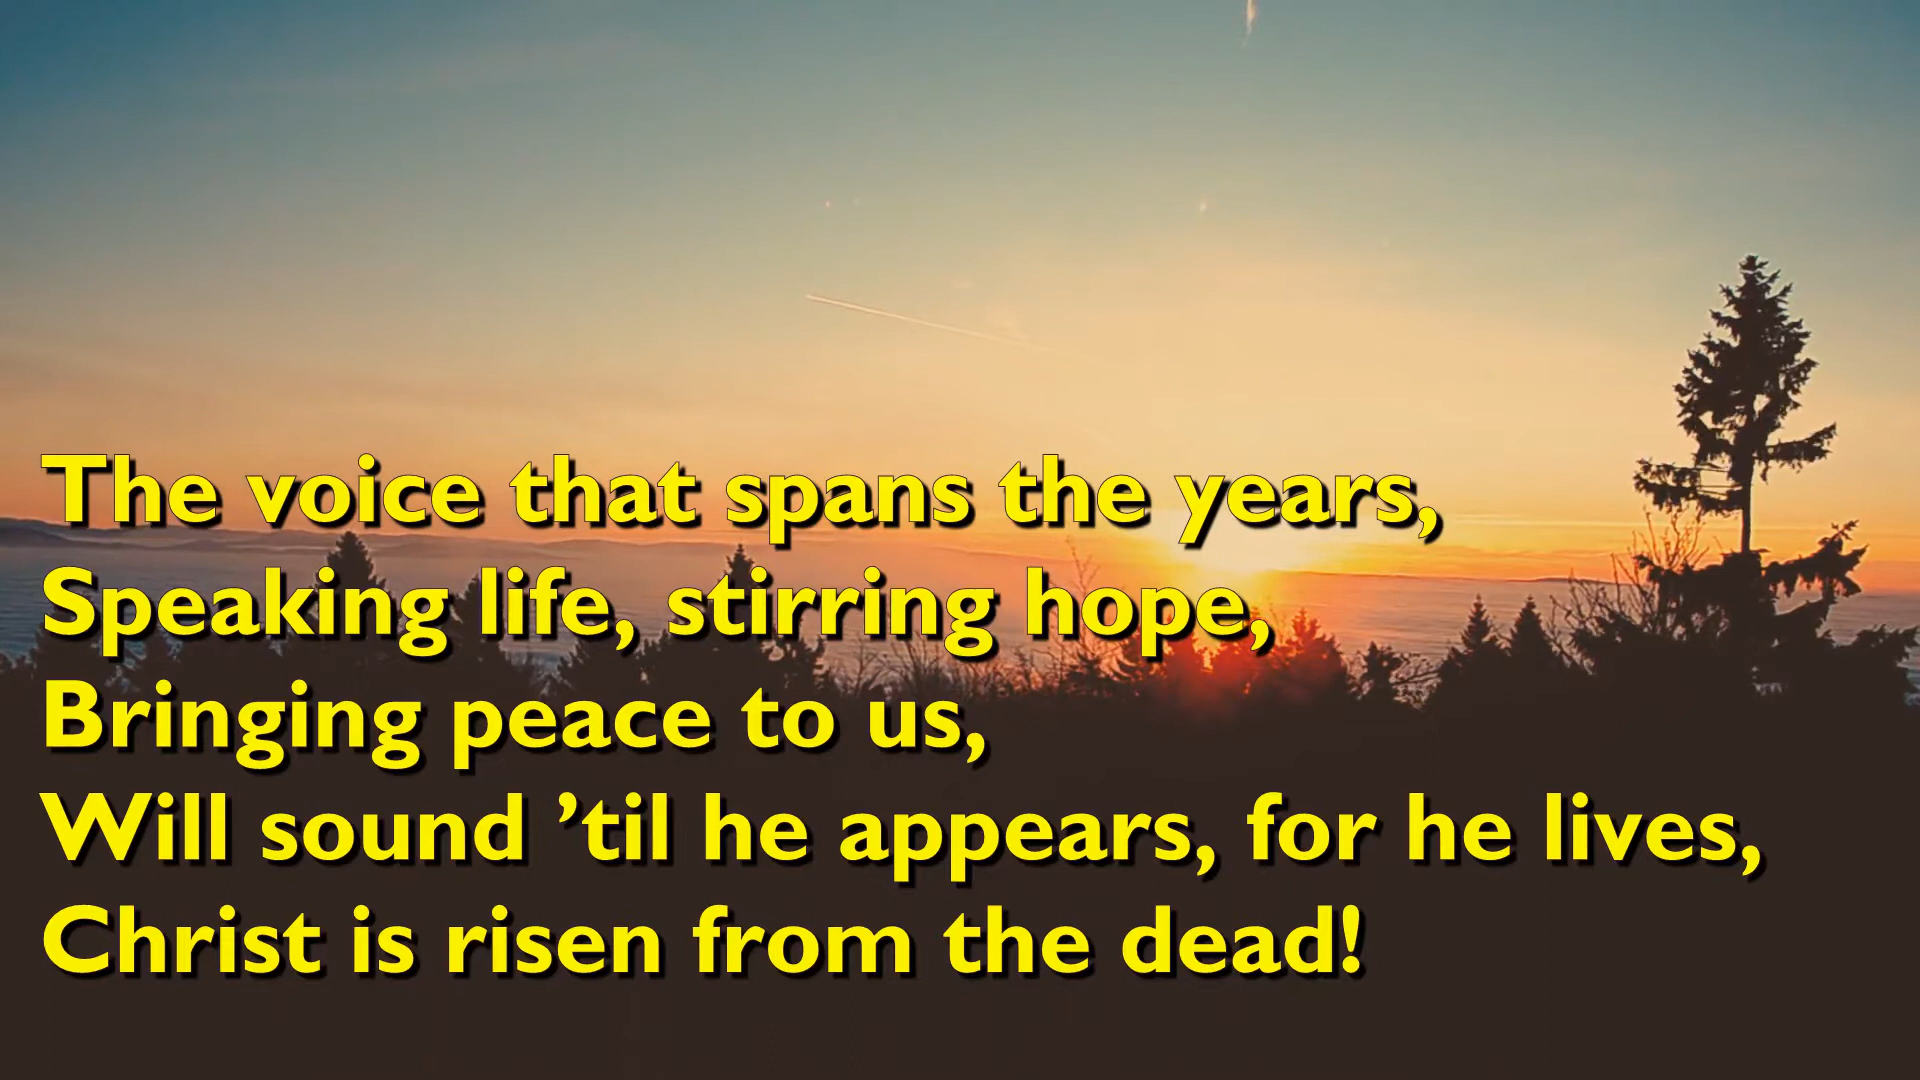 The voice that spans the years,
Speaking life, stirring hope,
Bringing peace to us,
Will sound ’til he appears, for he lives,
Christ is risen from the dead!